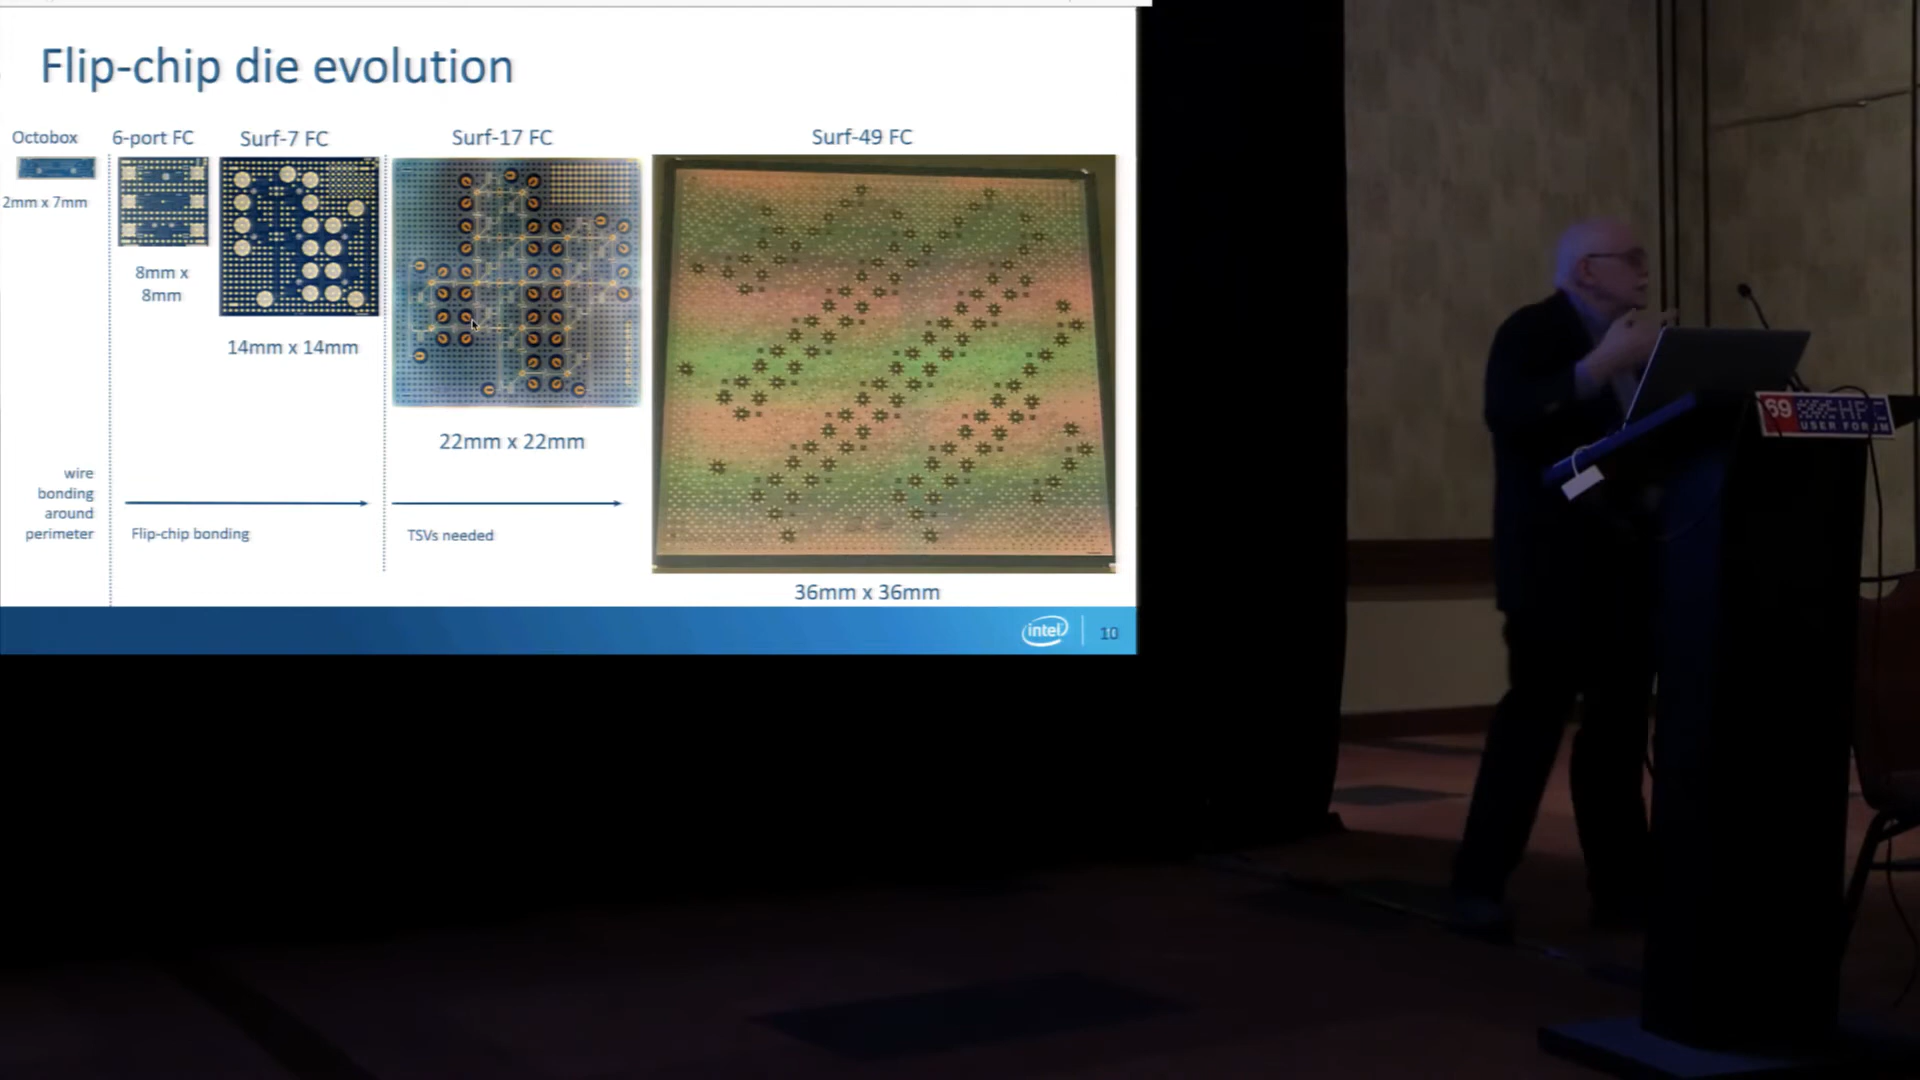 Flip-chip die evolution
Octobox
6-port FC
Surf-7 FC
Surf-17 FC
Surf-49 FC
2mm x 7mm
8mm x
8mm
14mm x 14mm
22mm x 22mm
36mm x 36mm
wire
bonding
around
perimeter
Flip-chip bonding
TSVs needed
intel
10
69
HPC
USER FORUM